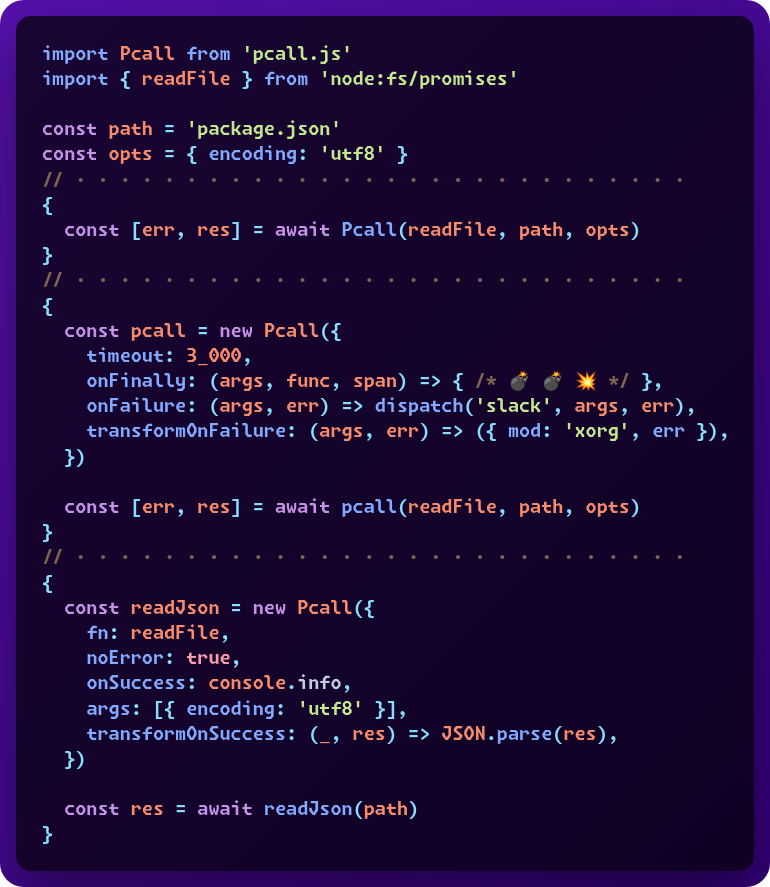 import Pcall from 'pcall.js'
import { readFile } from 'node:fs/promises'

const path = 'package.json'
const opts = { encoding: 'utf8' }
// · · · · · · · · · · · · · · · · · · · · · · · · · · · ·
{
  const [err, res] = await Pcall(readFile, path, opts)
}
// · · · · · · · · · · · · · · · · · · · · · · · · · · · ·
{
  const pcall = new Pcall({
    timeout: 3_000,
    onFinally: (args, func, span) => { /* 💣 💣 💥 */ },
    onFailure: (args, err) => dispatch('slack', args, err),
    transformOnFailure: (args, err) => ({ mod: 'xorg', err }),
  })

  const [err, res] = await pcall(readFile, path, opts)
}
// · · · · · · · · · · · · · · · · · · · · · · · · · · · ·
{
  const readJson = new Pcall({
    fn: readFile,
    noError: true,
    onSuccess: console.info,
    args: [{ encoding: 'utf8' }],
    transformOnSuccess: (_, res) => JSON.parse(res),
  })

  const res = await readJson(path)
}